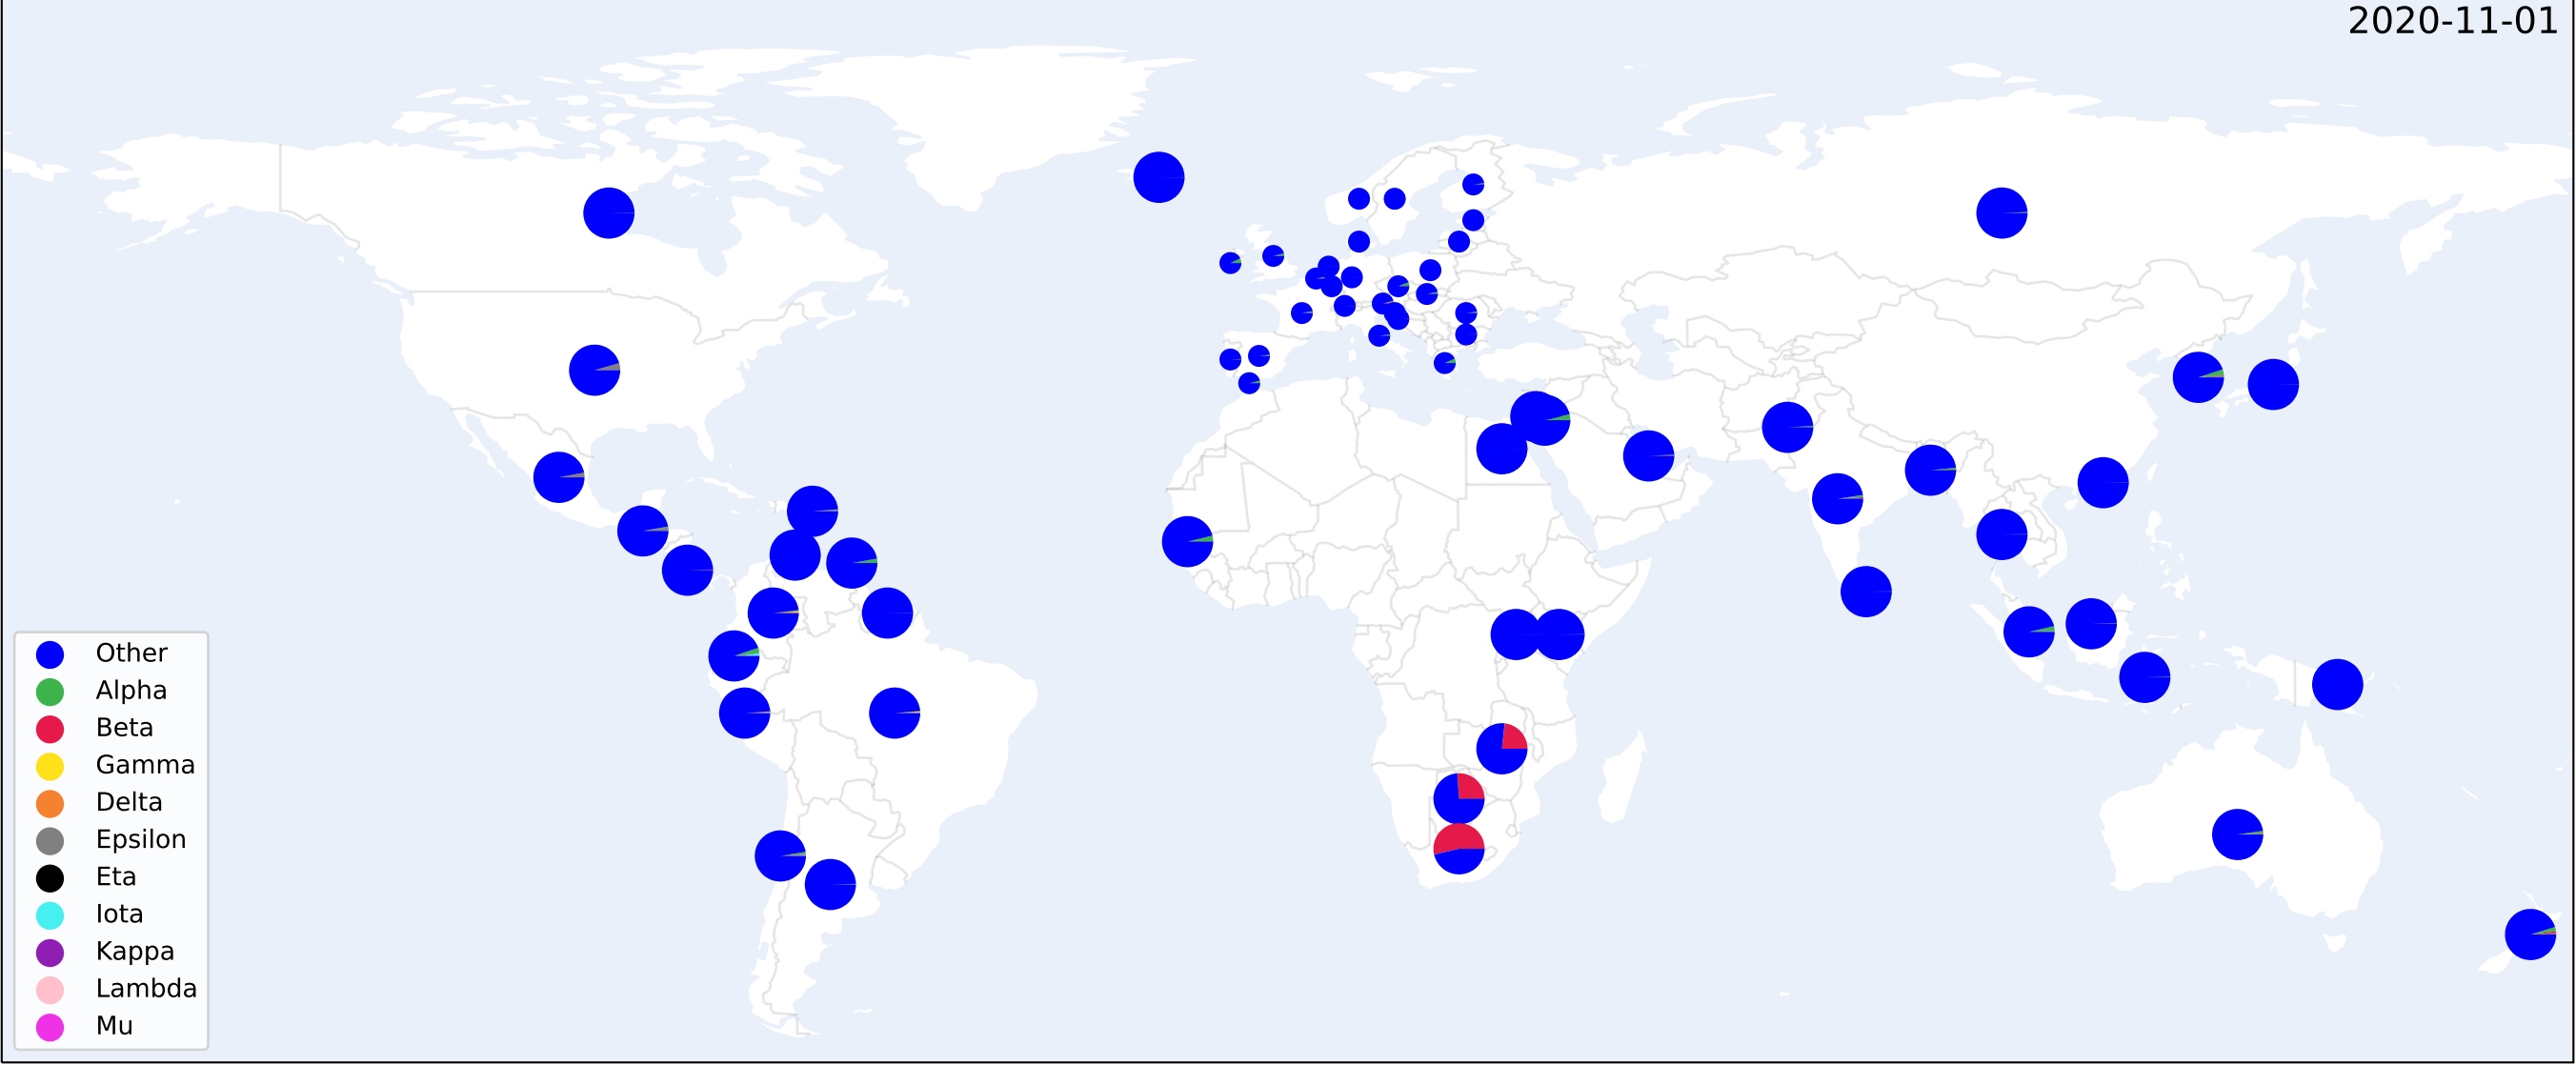 2020-11-01
Other
Alpha
Beta
Gamma
Delta
Epsilon
Eta
Iota
Kappa
Lambda
Mu